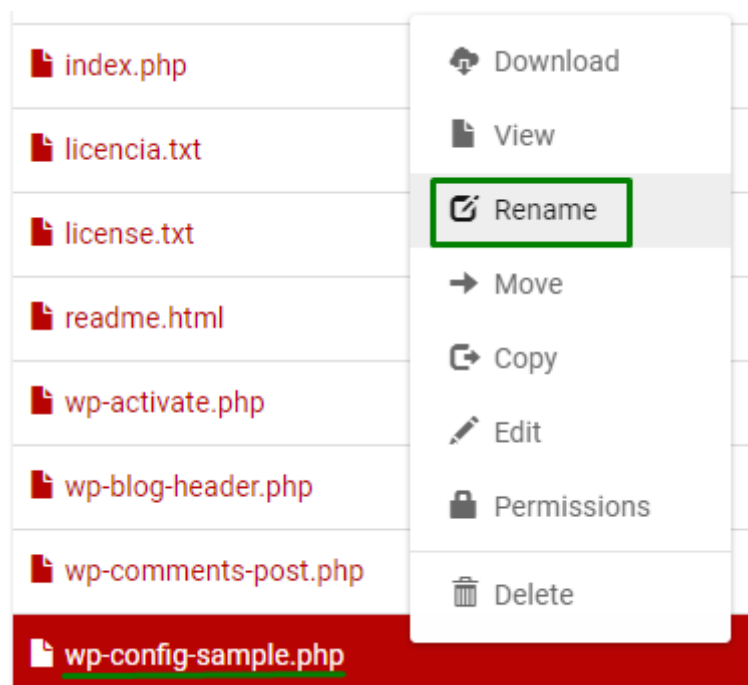 index.php
licencia.txt
license.txt
readme.html
wp-activate.php
wp-blog-header.php
wp-comments-post.php
wp-config-sample.php
Download
View
Rename
Move
Copy
Edit
Permissions
Delete